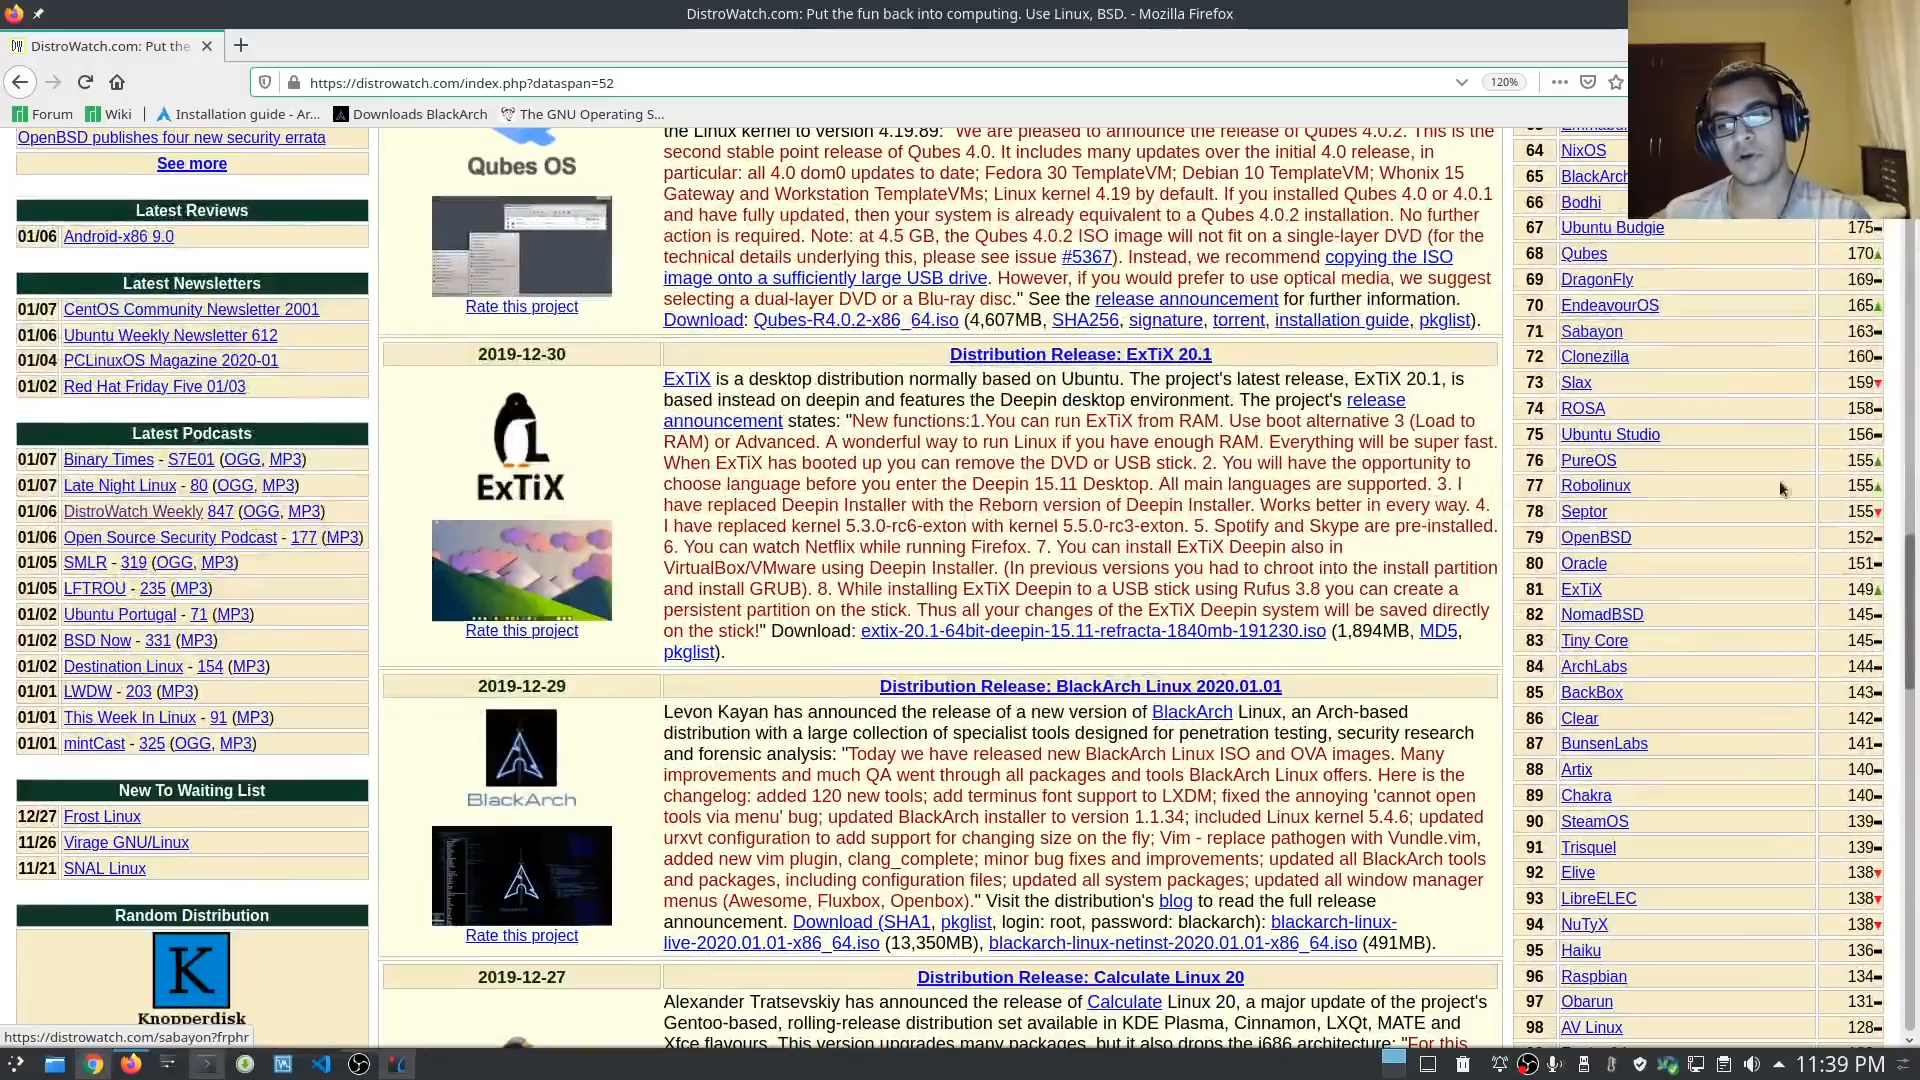 DistroWatch.com: Put the fun back into computing. Use Linux, BSD. - Mozilla Firefox
DW DistroWatch.com: Put the
https://distrowatch.com/index.php?dataspan=52
120%
Forum Wiki Installation guide - Ar... Downloads BlackArch The GNU Operating S...
OpenBSD publishes four new security errata
See more
Latest Reviews
01/06 Android-x86 9.0
Latest Newsletters
01/07 CentOS Community Newsletter 2001
01/06 Ubuntu Weekly Newsletter 612
01/04 PCLinuxOS Magazine 2020-01
01/02 Red Hat Friday Five 01/03
Latest Podcasts
01/07 Binary Times - S7E01 (OGG, MP3)
01/07 Late Night Linux - 80 (OGG, MP3)
01/06 DistroWatch Weekly 847 (OGG, MP3)
01/06 Open Source Security Podcast - 177 (MP3)
01/05 SMLR - 319 (OGG, MP3)
01/05 LFTROU - 235 (MP3)
01/02 Ubuntu Portugal - 71 (MP3)
01/02 BSD Now - 331 (MP3)
01/02 Destination Linux - 154 (MP3)
01/01 LWDW - 203 (MP3)
01/01 This Week In Linux - 91 (MP3)
01/01 mintCast - 325 (OGG, MP3)
New To Waiting List
12/27 Frost Linux
11/26 Virage GNU/Linux
11/21 SNAL Linux
Random Distribution
K
Knopperdisk
https://distrowatch.com/sabayon?frphr
Qubes OS
Rate this project
the Linux kernel to version 4.19.89: "We are pleased to announce the release of Qubes 4.0.2. This is the
second stable point release of Qubes 4.0. It includes many updates over the initial 4.0 release, in
particular: all 4.0 dom0 updates to date; Fedora 30 TemplateVM; Debian 10 TemplateVM; Whonix 15
Gateway and Workstation TemplateVMs; Linux kernel 4.19 by default. If you installed Qubes 4.0 or 4.0.1
and have fully updated, then your system is already equivalent to a Qubes 4.0.2 installation. No further
action is required. Note: at 4.5 GB, the Qubes 4.0.2 ISO image will not fit on a single-layer DVD (for the
technical details underlying this, please see issue #5367). Instead, we recommend copying the ISO
image onto a sufficiently large USB drive. However, if you would prefer to use optical media, we suggest
selecting a dual-layer DVD or a Blu-ray disc." See the release announcement for further information.
Download: Qubes-R4.0.2-x86_64.iso (4,607MB, SHA256, signature, torrent, installation guide, pkglist).
2019-12-30 Distribution Release: ExTiX 20.1
ExTiX
Rate this project
ExTiX is a desktop distribution normally based on Ubuntu. The project's latest release, ExTiX 20.1, is
based instead on deepin and features the Deepin desktop environment. The project's release
announcement states: "New functions:1.You can run ExTiX from RAM. Use boot alternative 3 (Load to
RAM) or Advanced. A wonderful way to run Linux if you have enough RAM. Everything will be super fast.
When ExTiX has booted up you can remove the DVD or USB stick. 2. You will have the opportunity to
choose language before you enter the Deepin 15.11 Desktop. All main languages are supported. 3. I
have replaced Deepin Installer with the Reborn version of Deepin Installer. Works better in every way. 4.
I have replaced kernel 5.3.0-rc6-exton with kernel 5.5.0-rc3-exton. 5. Spotify and Skype are pre-installed.
6. You can watch Netflix while running Firefox. 7. You can install ExTiX Deepin also in
VirtualBox/VMware using Deepin Installer. (In previous versions you had to chroot into the install partition
and install GRUB). 8. While installing ExTiX Deepin to a USB stick using Rufus 3.8 you can create a
persistent partition on the stick. Thus all your changes of the ExTiX Deepin system will be saved directly
on the stick!" Download: extix-20.1-64bit-deepin-15.11-refracta-1840mb-191230.iso (1,894MB, MD5,
pkglist).
2019-12-29 Distribution Release: BlackArch Linux 2020.01.01
BlackArch
Rate this project
Levon Kayan has announced the release of a new version of BlackArch Linux, an Arch-based
distribution with a large collection of specialist tools designed for penetration testing, security research
and forensic analysis: "Today we have released new BlackArch Linux ISO and OVA images. Many
improvements and much QA went through all packages and tools BlackArch Linux offers. Here is the
changelog: added 120 new tools; add terminus font support to LXDM; fixed the annoying 'cannot open
tools via menu' bug; updated BlackArch installer to version 1.1.34; included Linux kernel 5.4.6; updated
urxvt configuration to add support for changing size on the fly; Vim - replace pathogen with Vundle.vim,
added new vim plugin, clang_complete; minor bug fixes and improvements; updated all BlackArch tools
and packages, including configuration files; updated all system packages; updated all window manager
menus (Awesome, Fluxbox, Openbox)." Visit the distribution's blog to read the full release
announcement. Download (SHA1, pkglist, login: root, password: blackarch): blackarch-linux-
live-2020.01.01-x86_64.iso (13,350MB), blackarch-linux-netinst-2020.01.01-x86_64.iso (491MB).
2019-12-27 Distribution Release: Calculate Linux 20
Alexander Tratsevskiy has announced the release of Calculate Linux 20, a major update of the project's
Gentoo-based, rolling-release distribution set available in KDE Plasma, Cinnamon, LXQt, MATE and
Xfce flavours. This version upgrades many packages, but it also drops the i686 architecture: "For this
64 NixOS
65 BlackArch
66 Bodhi
67 Ubuntu Budgie 175
68 Qubes 170
69 DragonFly 169
70 EndeavourOS 165
71 Sabayon 163
72 Clonezilla 160
73 Slax 159
74 ROSA 158
75 Ubuntu Studio 156
76 PureOS 155
77 Robolinux 155
78 Septor 155
79 OpenBSD 152
80 Oracle 151
81 ExTiX 149
82 NomadBSD 145
83 Tiny Core 145
84 ArchLabs 144
85 BackBox 143
86 Clear 142
87 BunsenLabs 141
88 Artix 140
89 Chakra 140
90 SteamOS 139
91 Trisquel 139
92 Elive 138
93 LibreELEC 138
94 NuTyX 138
95 Haiku 136
96 Raspbian 134
97 Obarun 131
98 AV Linux 128
11:39 PM